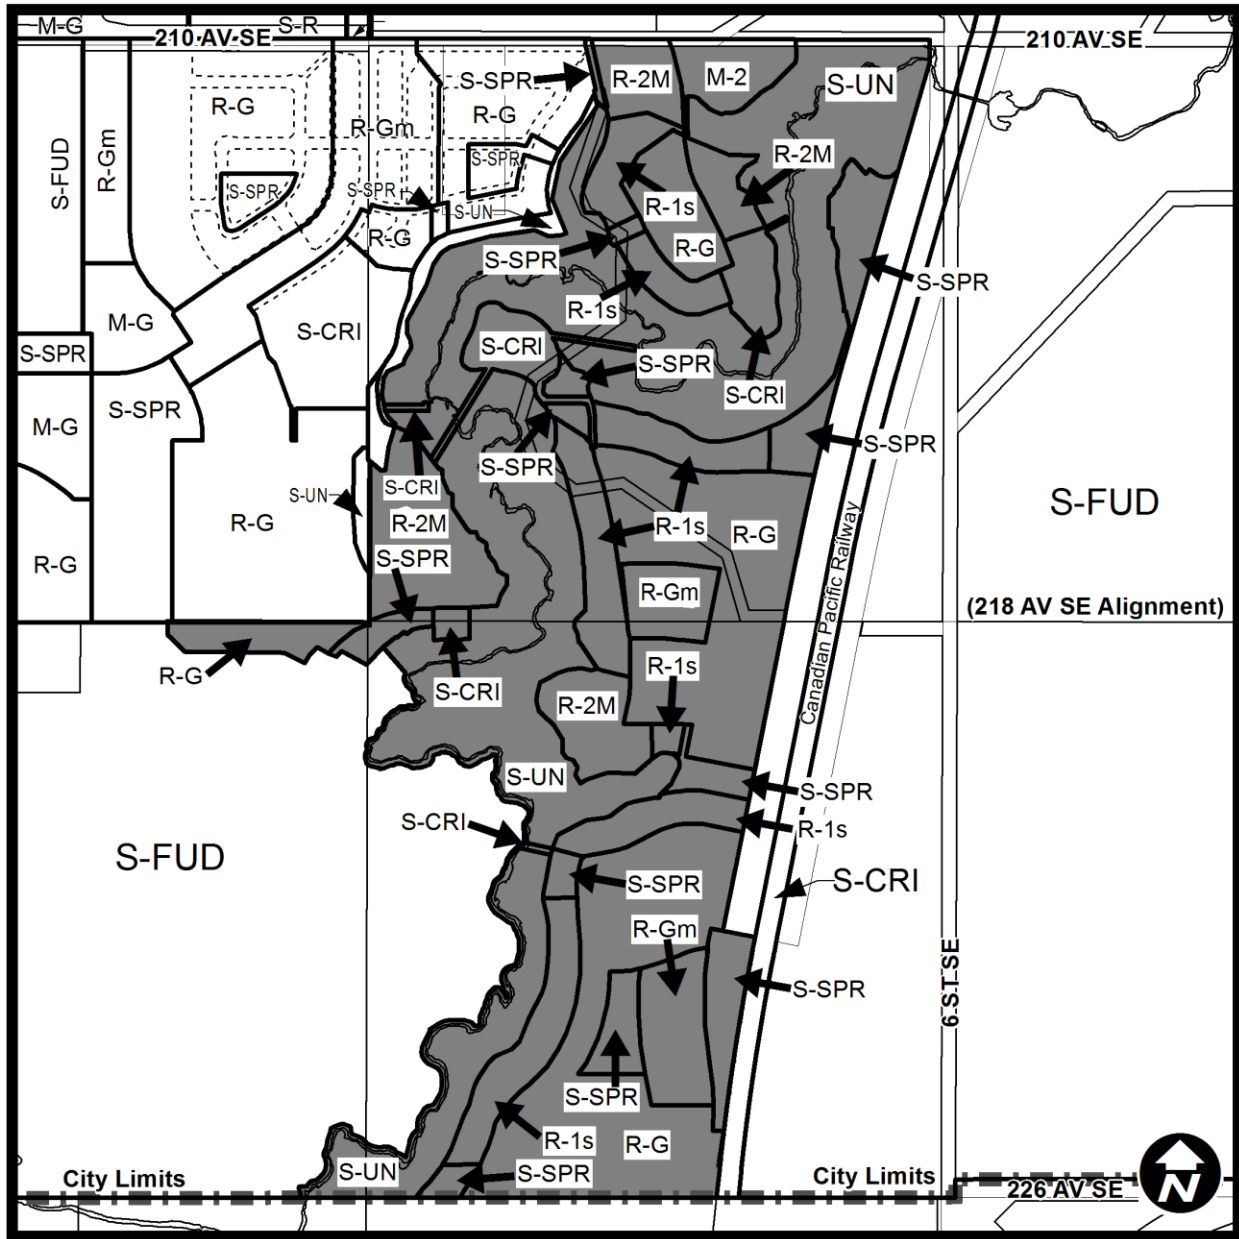 M-G
S-R
210 AV SE
210 AV SE
S-SPR
R-2M
M-2
S-UN
R-G
R-Gm
R-G
S-FUD
R-Gm
S-SPR
R-2M
S-SPR
S-SPR
S-UN
R-1s
R-G
R-G
S-SPR
S-SPR
R-1s
M-G
S-CRI
S-CRI
S-SPR
S-SPR
S-CRI
S-SPR
M-G
S-SPR
S-SPR
S-CRI
S-UN
R-G
R-2M
R-1s
R-G
S-FUD
S-SPR
R-G
R-Gm
Canadian Pacific Railway
(218 AV SE Alignment)
R-G
R-1s
S-CRI
R-2M
S-UN
S-SPR
S-CRI
R-1s
S-FUD
S-SPR
S-CRI
R-Gm
6 ST SE
S-SPR
S-SPR
R-1s
R-G
S-UN
S-SPR
City Limits
City Limits
226 AV SE
N